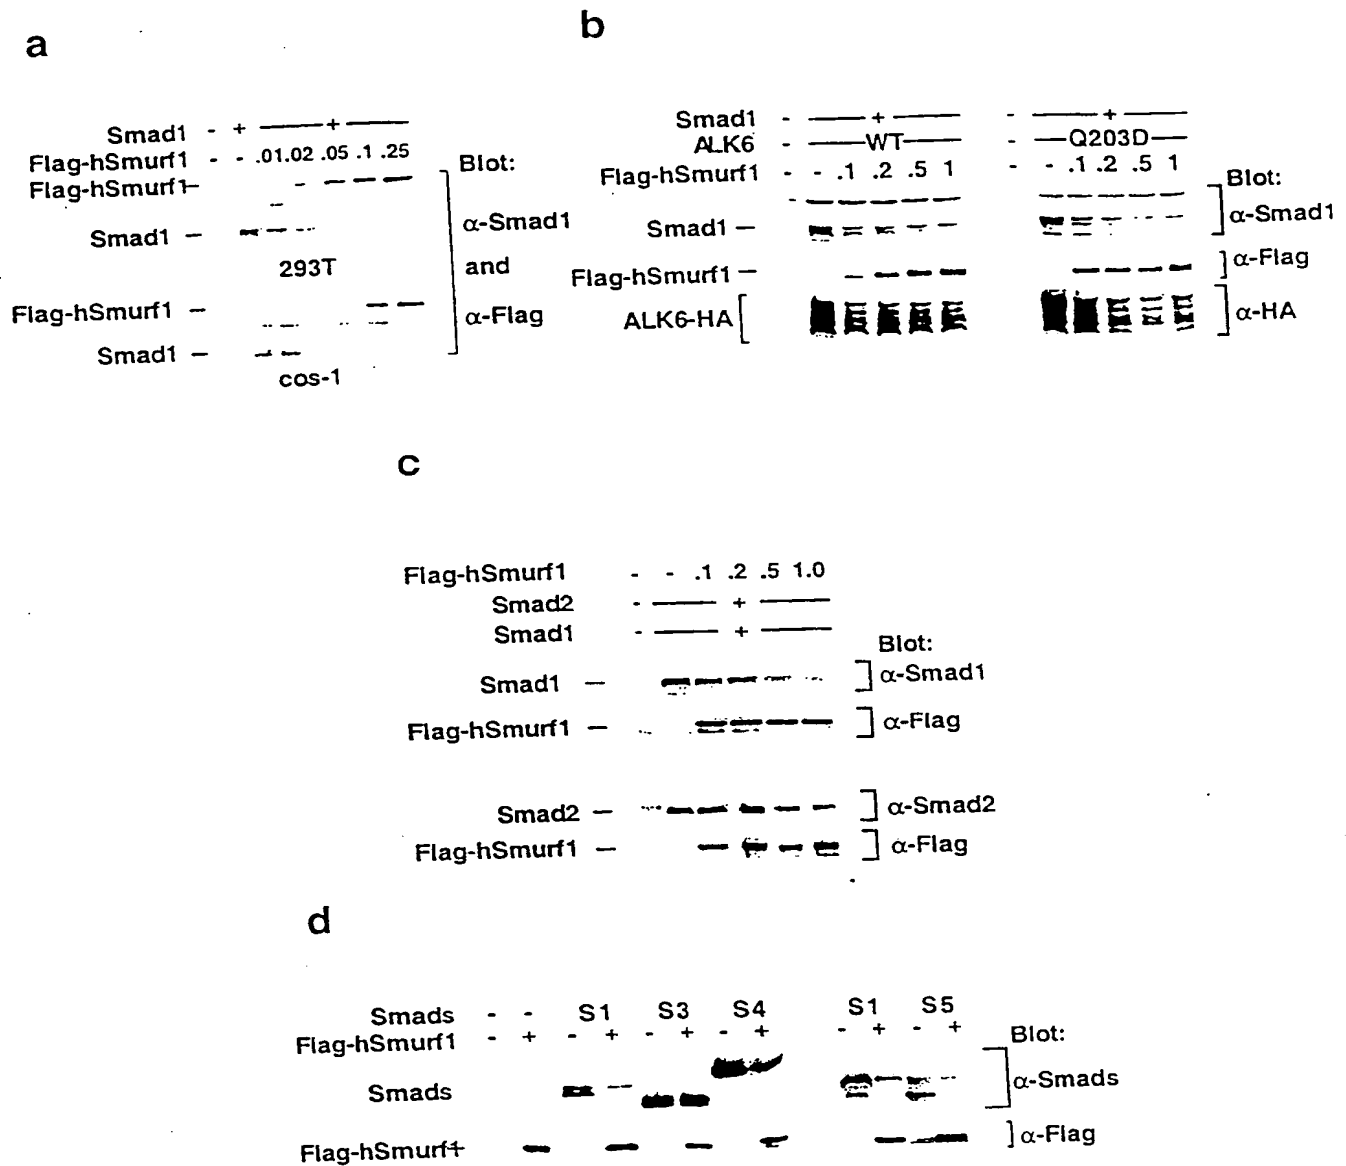 a
Smad1 - + — + —
Flag-hSmurf1 - - .01 .02 .05 .1 .25
Flag-hSmurf1 –
Blot:
Smad1 –
α-Smad1
293T
and
Flag-hSmurf1 –
α-Flag
Smad1 –
cos-1
b
Smad1 - — + — - — + —
ALK6 - — WT — - — Q203D —
Flag-hSmurf1 - - .1 .2 .5 1 - - .1 .2 .5 1
Blot:
Smad1 –
α-Smad1
Flag-hSmurf1 –
α-Flag
ALK6-HA
α-HA
c
Flag-hSmurf1 - - .1 .2 .5 1.0
Smad2 - — + —
Smad1 - — + —
Blot:
Smad1 –
α-Smad1
Flag-hSmurf1 –
α-Flag
Smad2 –
α-Smad2
Flag-hSmurf1 –
α-Flag
d
Smads - - S1 S3 S4 S1 S5
Flag-hSmurf1 - + - + - + - + - + - +
Blot:
Smads
α-Smads
Flag-hSmurf1 –
α-Flag